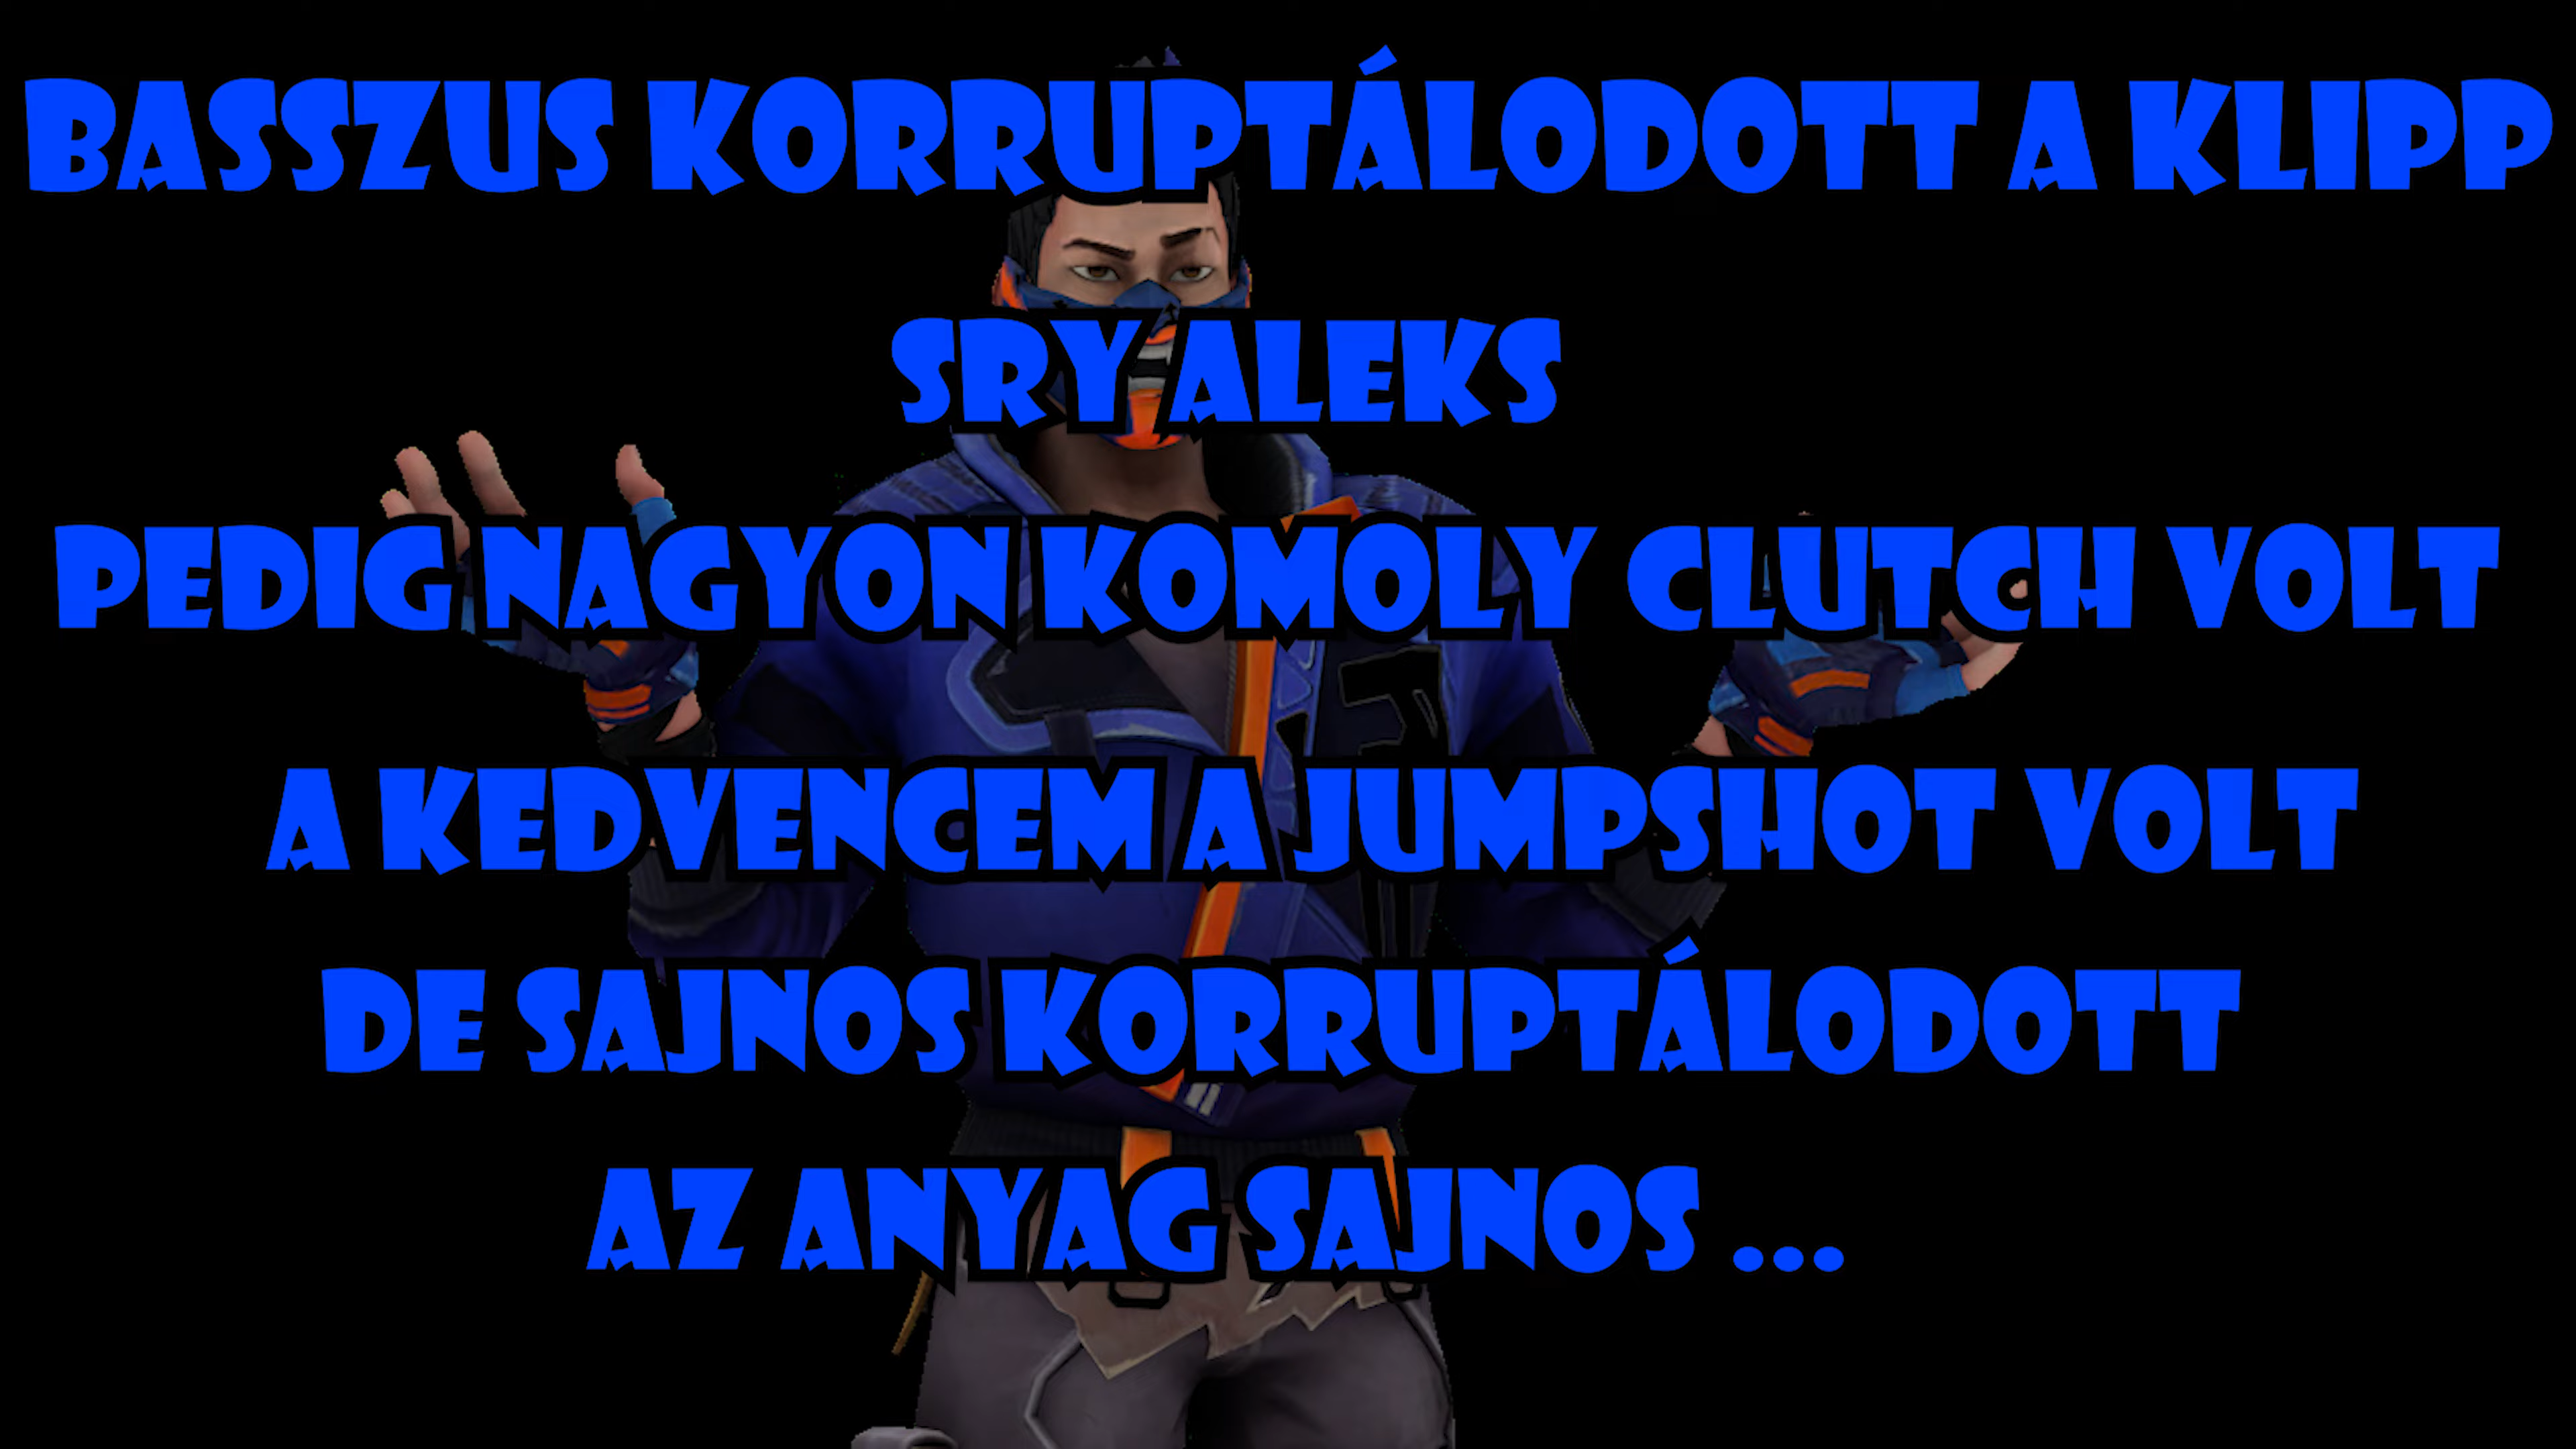 BASSZUS KORRUPTÁLODOTT A KLIPP
SRY ALEKS
PEDIG NAGYON KOMOLY CLUTCH VOLT
A KEDVENCEM A JUMPSHOT VOLT
DE SAJNOS KORRUPTÁLODOTT
AZ ANYAG SAJNOS ...